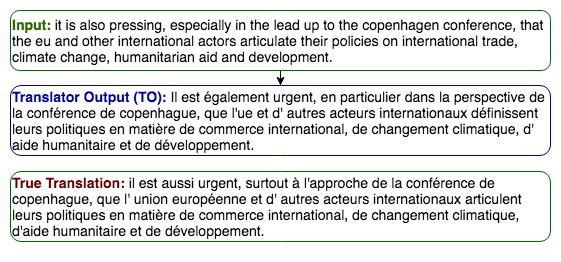 Input: it is also pressing, especially in the lead up to the copenhagen conference, that
the eu and other international actors articulate their policies on international trade,
climate change, humanitarian aid and development.
Translator Output (TO): Il est également urgent, en particulier dans la perspective de
la conférence de copenhague, que l'ue et d' autres acteurs internationaux définissent
leurs politiques en matière de commerce international, de changement climatique, d'
aide humanitaire et de développement.
True Translation: il est aussi urgent, surtout à l'approche de la conférence de
copenhague, que l' union européenne et d' autres acteurs internationaux articulent
leurs politiques en matière de commerce international, de changement climatique,
d'aide humanitaire et de développement.